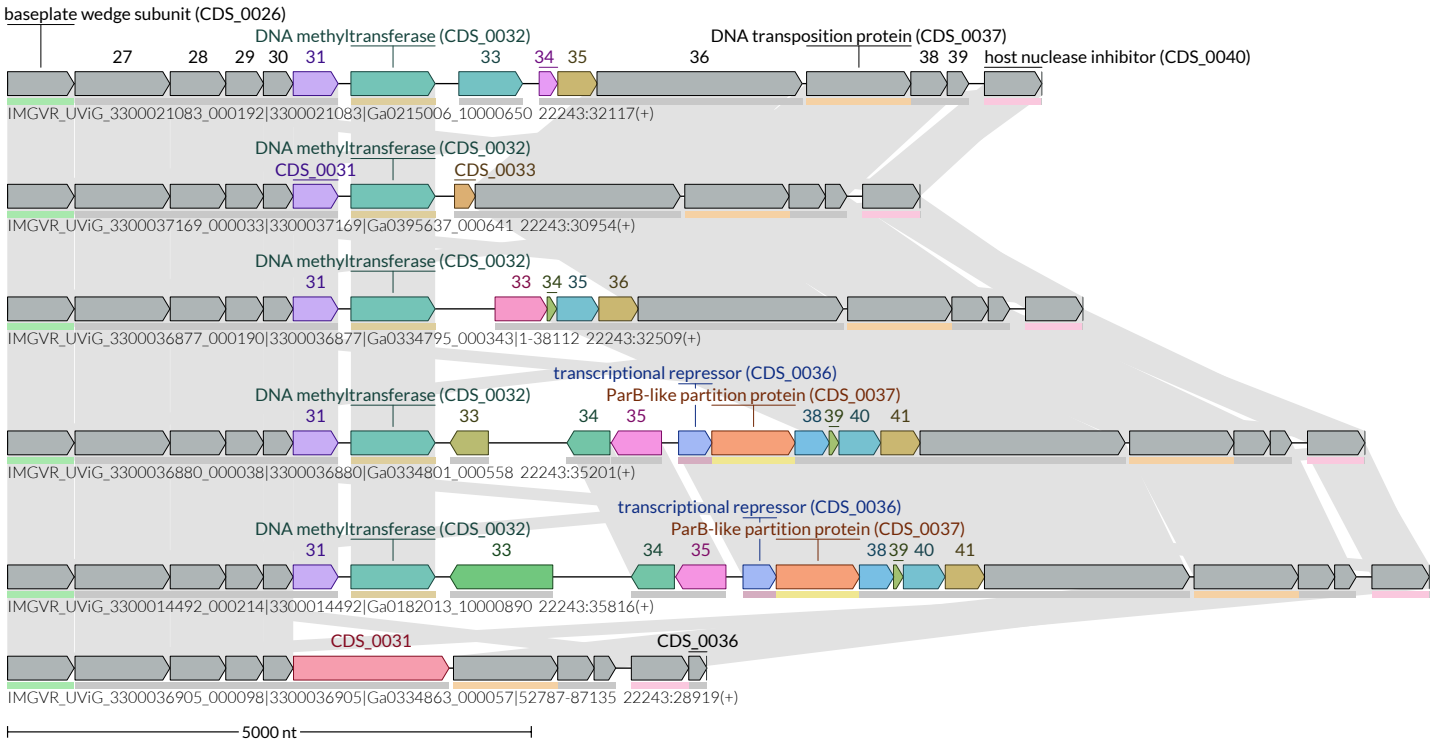 baseplate wedge subunit (CDS_0026)
DNA methyltransferase (CDS_0032) DNA transposition protein (CDS_0037)
27 28 29 30 31 33 34 35 36 38 39 host nuclease inhibitor (CDS_0040)
IMGVR_UViG_3300021083_000192|3300021083|Ga0215006_10000650 22243:32117(+)
DNA methyltransferase (CDS_0032)
CDS_0031 CDS_0033
IMGVR_UViG_3300037169_000033|3300037169|Ga0395637_000641 22243:30954(+)
DNA methyltransferase (CDS_0032)
31 33 34 35 36
IMGVR_UViG_3300036877_000190|3300036877|Ga0334795_000343|1-38112 22243:32509(+)
transcriptional repressor (CDS_0036)
DNA methyltransferase (CDS_0032) ParB-like partition protein (CDS_0037)
31 33 34 35 38 39 40 41
IMGVR_UViG_3300036880_000038|3300036880|Ga0334801_000558 22243:35201(+)
transcriptional repressor (CDS_0036)
DNA methyltransferase (CDS_0032) ParB-like partition protein (CDS_0037)
31 33 34 35 38 39 40 41
IMGVR_UViG_3300014492_000214|3300014492|Ga0182013_10000890 22243:35816(+)
CDS_0031 CDS_0036
IMGVR_UViG_3300036905_000098|3300036905|Ga0334863_000057|52787-87135 22243:28919(+)
5000 nt